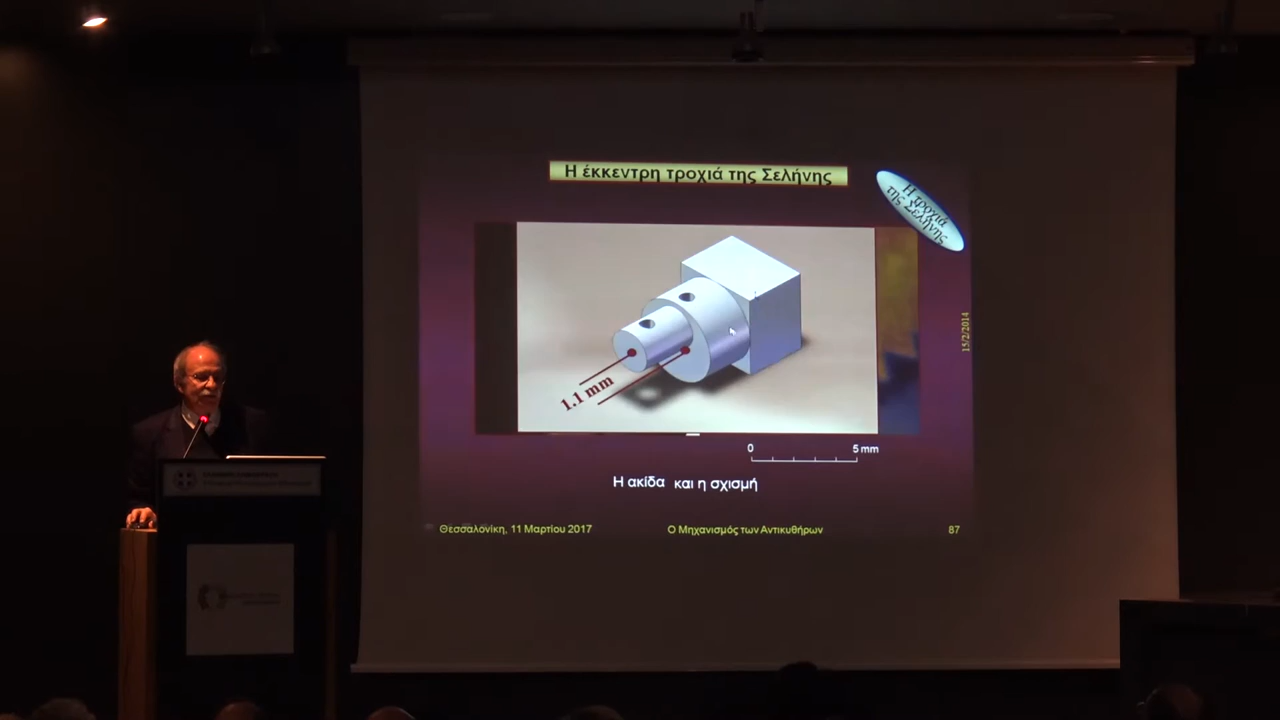 Η έκκεντρη τροχιά της Σελήνης
Η τροχιά
της Σελήνης
1.1 mm
15/2/2014
0 5 mm
Η ακίδα και η σχισμή
Θεσσαλονίκη, 11 Μαρτίου 2017 Ο Μηχανισμός των Αντικυθήρων 87